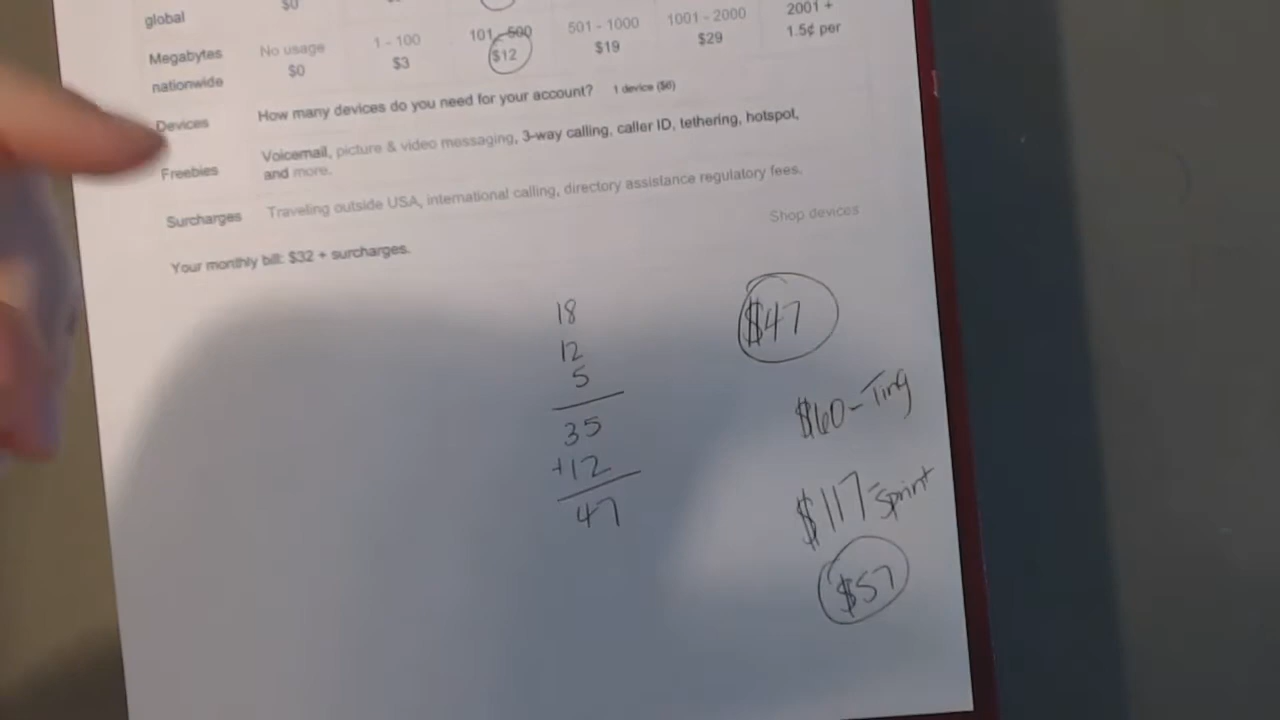 global $0
Megabytes nationwide
No usage 1 - 100 101 - 500 501 - 1000 1001 - 2000 2001 +
$0 $3 $12 $19 $29 1.5¢ per
Devices How many devices do you need for your account? 1 device ($6)
Freebies Voicemail, picture & video messaging, 3-way calling, caller ID, tethering, hotspot,
and more.
Surcharges Traveling outside USA, international calling, directory assistance regulatory fees.
Shop devices
Your monthly bill: $32 + surcharges.
18
12
5
35
+12
47
$47
$60 - Ting
$117 - Sprint
$57